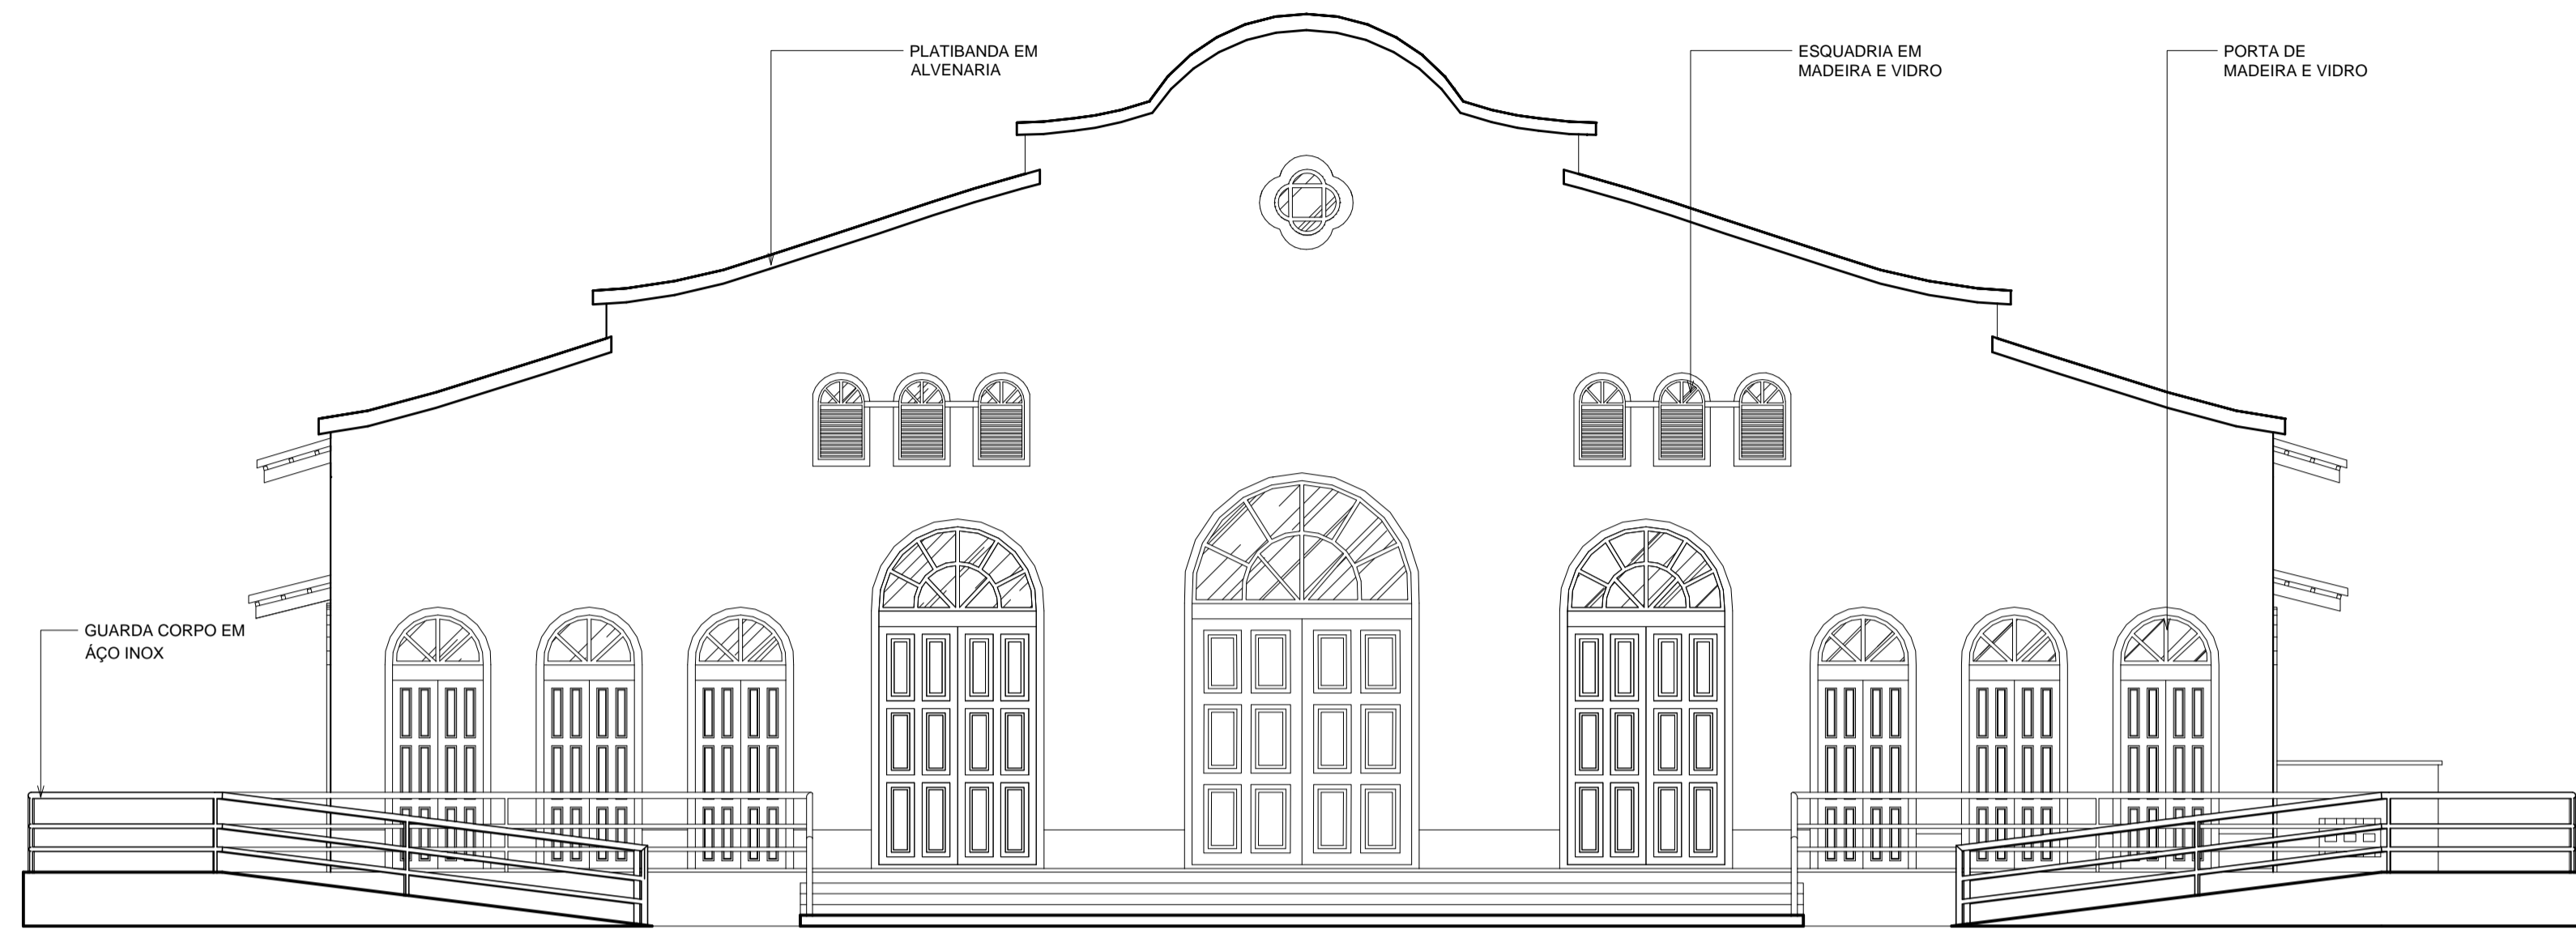 PLATIBANDA EM
ALVENARIA
ESQUADRIA EM
MADEIRA E VIDRO
PORTA DE
MADEIRA E VIDRO
GUARDA CORPO EM
ÁÇO INOX